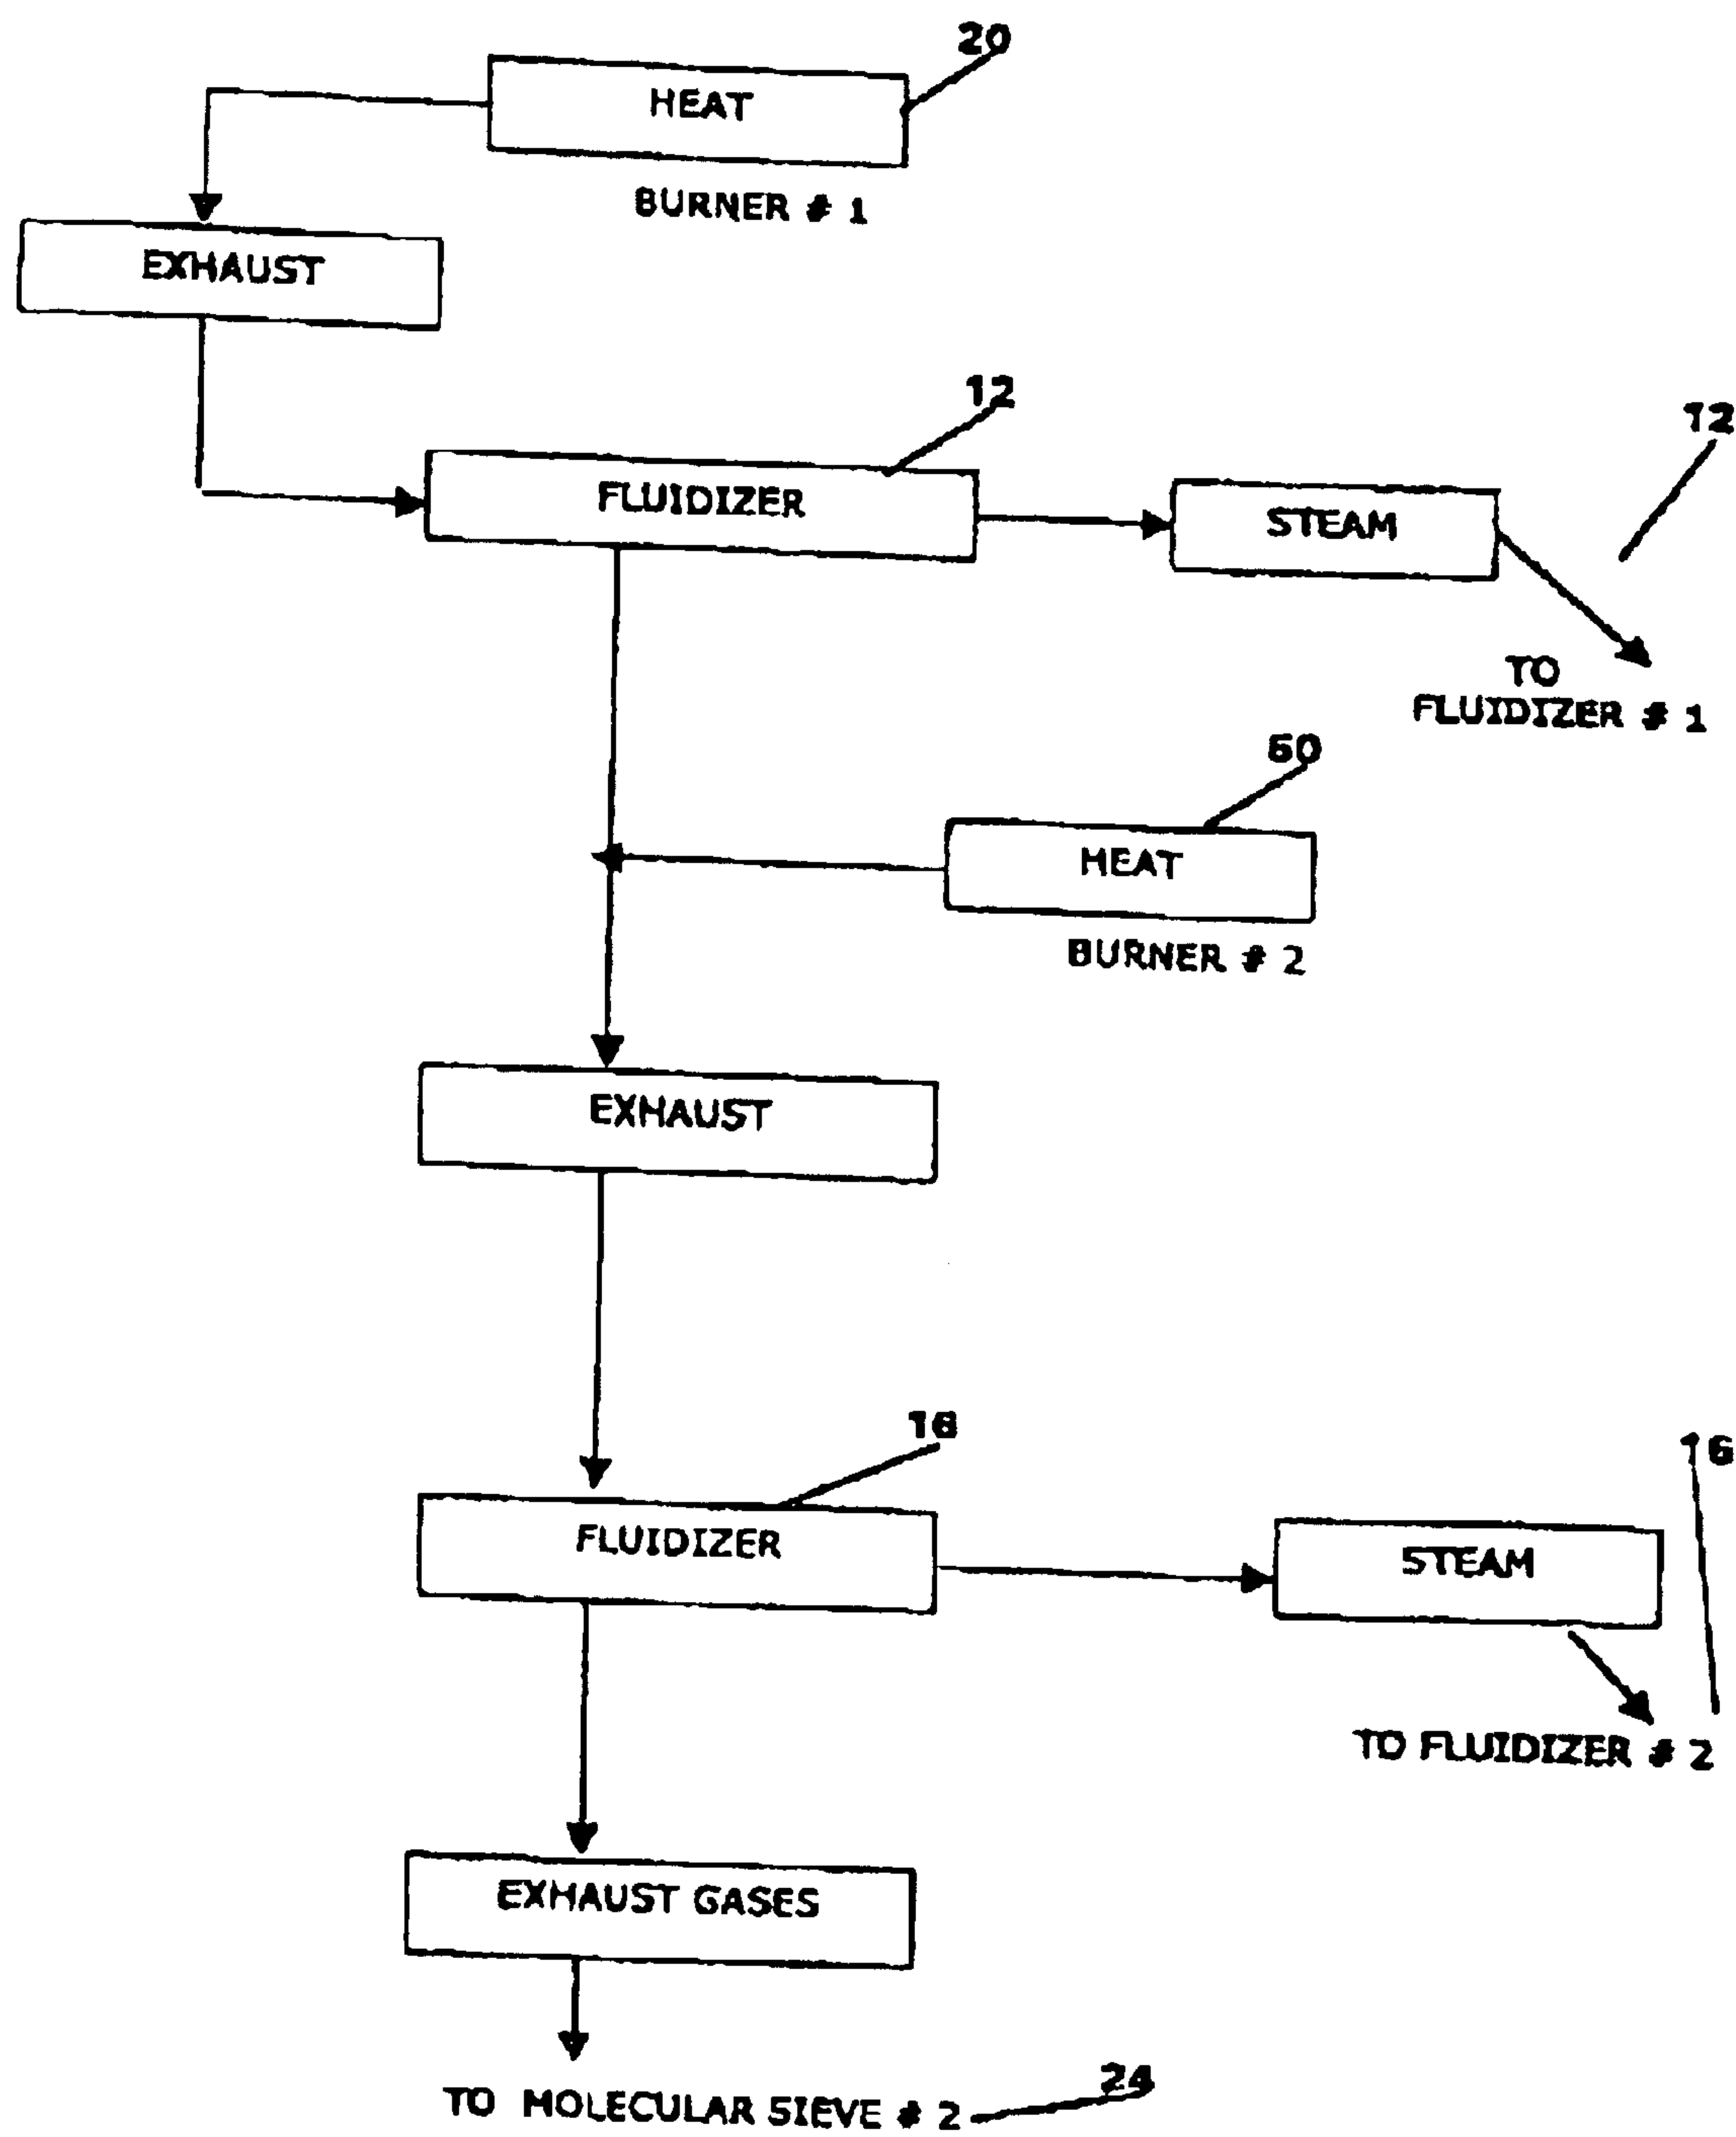 20
HEAT
BURNER # 1
EXHAUST
12
12
FLUIDIZER
STEAM
TO
FLUIDIZER # 1
60
HEAT
BURNER # 2
EXHAUST
16
16
FLUIDIZER
STEAM
TO FLUIDIZER # 2
EXHAUST GASES
TO MOLECULAR SIEVE # 2
24